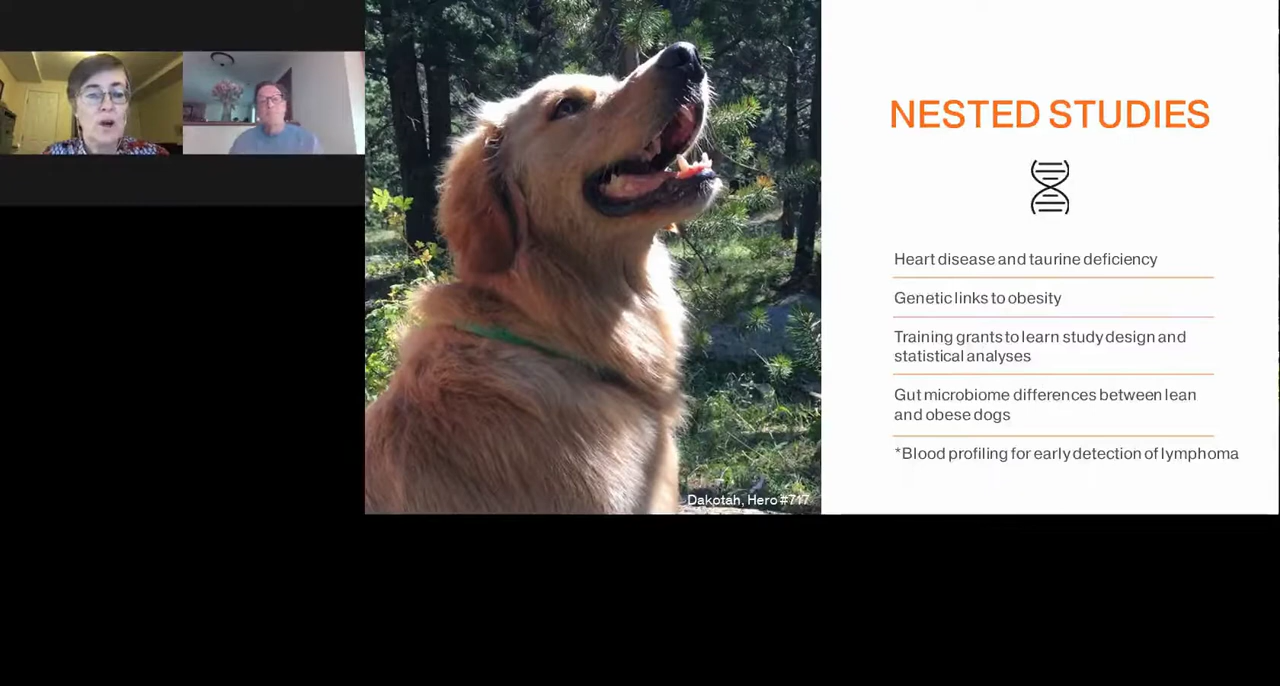 NESTED STUDIES
Heart disease and taurine deficiency
Genetic links to obesity
Training grants to learn study design and
statistical analyses
Gut microbiome differences between lean
and obese dogs
*Blood profiling for early detection of lymphoma
Dakotah, Hero #717